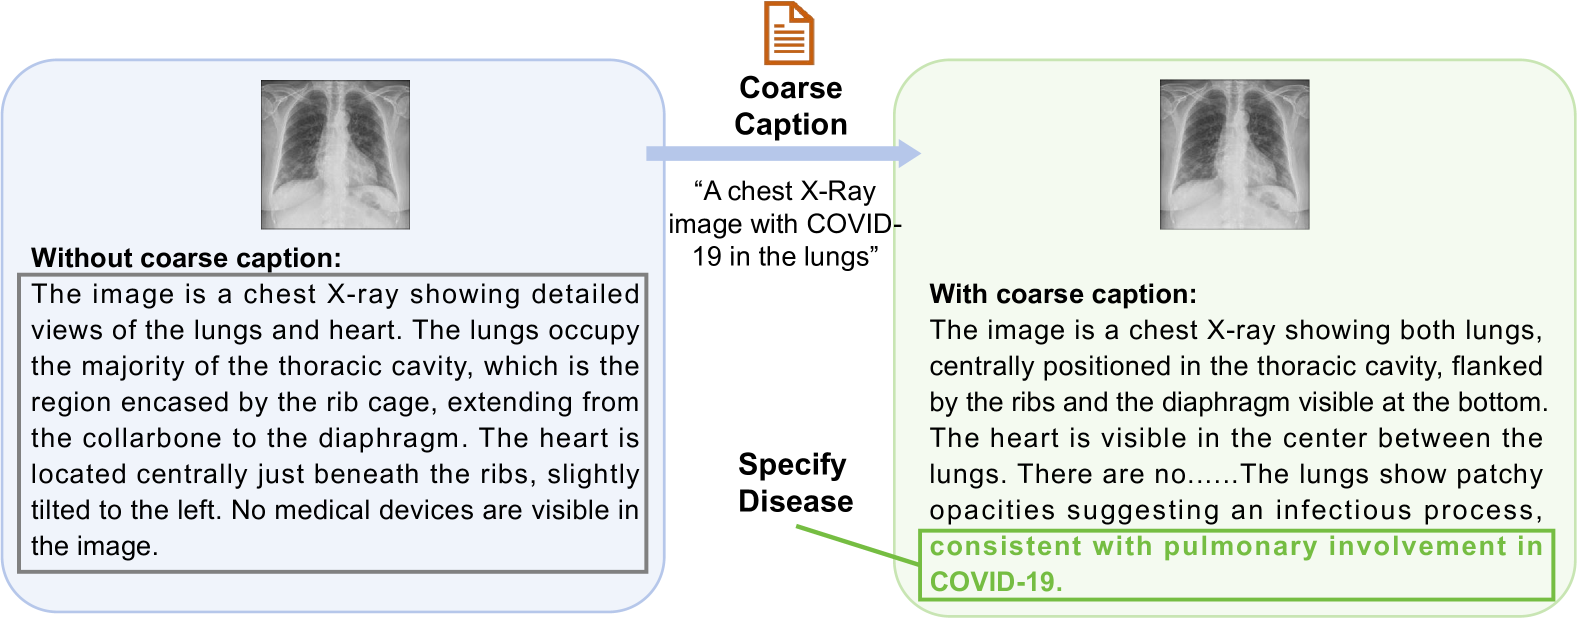 Coarse
Caption
“A chest X-Ray
image with COVID-
19 in the lungs”
Without coarse caption:
The image is a chest X-ray showing detailed
views of the lungs and heart. The lungs occupy
the majority of the thoracic cavity, which is the
region encased by the rib cage, extending from
the collarbone to the diaphragm. The heart is
located centrally just beneath the ribs, slightly
tilted to the left. No medical devices are visible in
the image.
Specify
Disease
With coarse caption:
The image is a chest X-ray showing both lungs,
centrally positioned in the thoracic cavity, flanked
by the ribs and the diaphragm visible at the bottom.
The heart is visible in the center between the
lungs. There are no......The lungs show patchy
opacities suggesting an infectious process,
consistent with pulmonary involvement in
COVID-19.